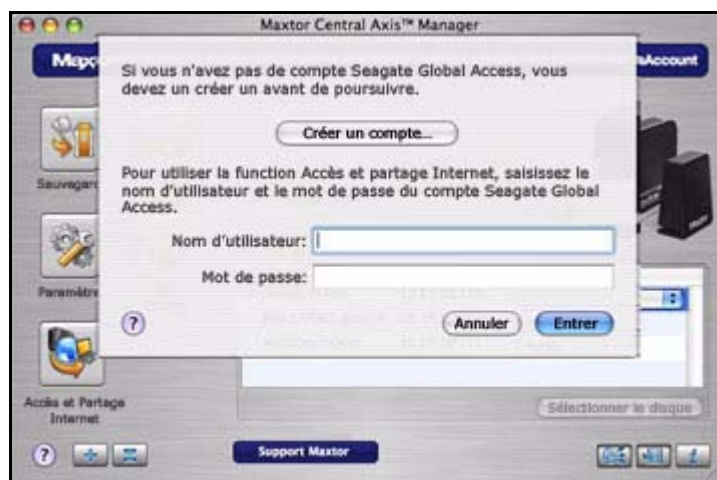 Maxtor Central Axis™ Manager
Si vous n'avez pas de compte Seagate Global Access, vous
devez un créer un avant de poursuivre.
Créer un compte...
Pour utiliser la function Accès et partage Internet, saisissez le
nom d'utilisateur et le mot de passe du compte Seagate Global
Access.
Nom d'utilisateur:
Mot de passe:
?
Annuler
Entrer
Accès et Partage
Internet
Sélectionner le disque
?
Support Maxtor
i